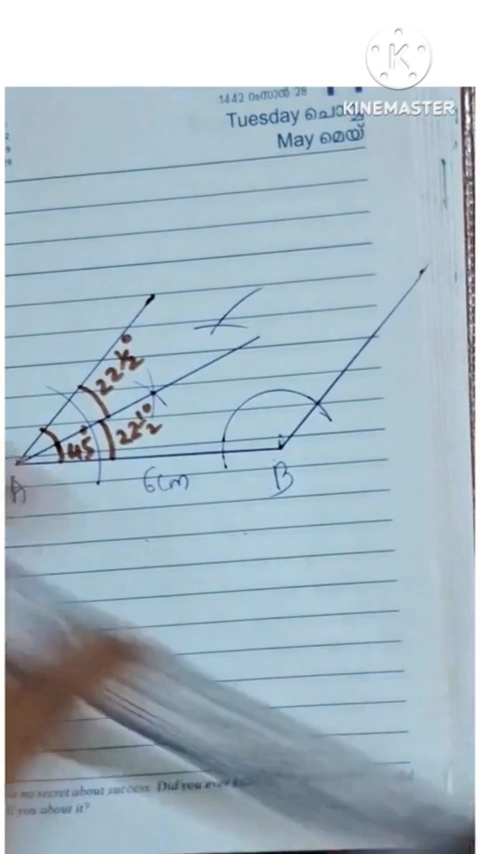 K
KINEMASTER
1442 റംസാൻ 28
Tuesday ചൊവ്വ
May മെയ്
22½°
45°
22½°
A
6cm
B
no secret about success. Did you ever
you about it?